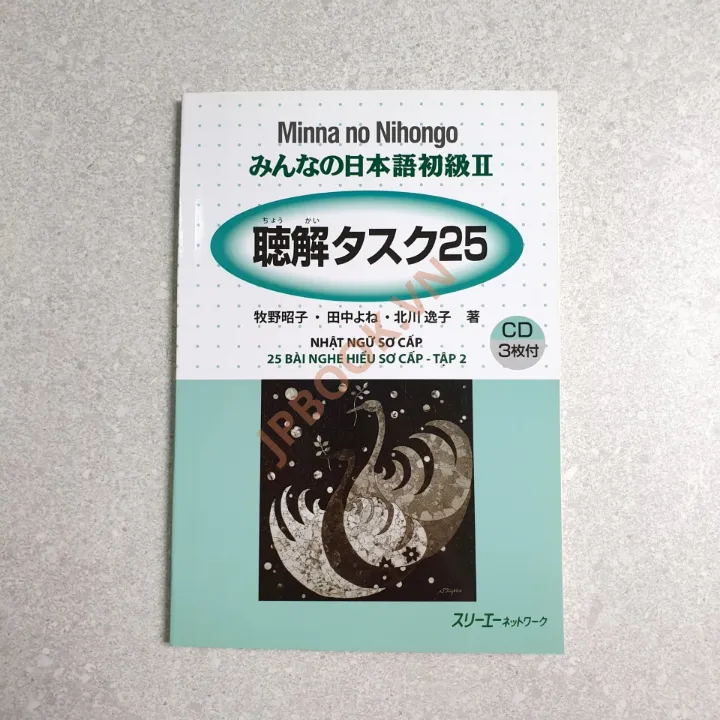 Minna no Nihongo
みんなの日本語初級II
ちょう かい
聴解タスク25
牧野昭子・田中よね・北川逸子 著
CD
3枚付
NHẬT NGỮ SƠ CẤP
25 BÀI NGHE HIỂU SƠ CẤP - TẬP 2
JPBOOK.VN
スリーエーネットワーク